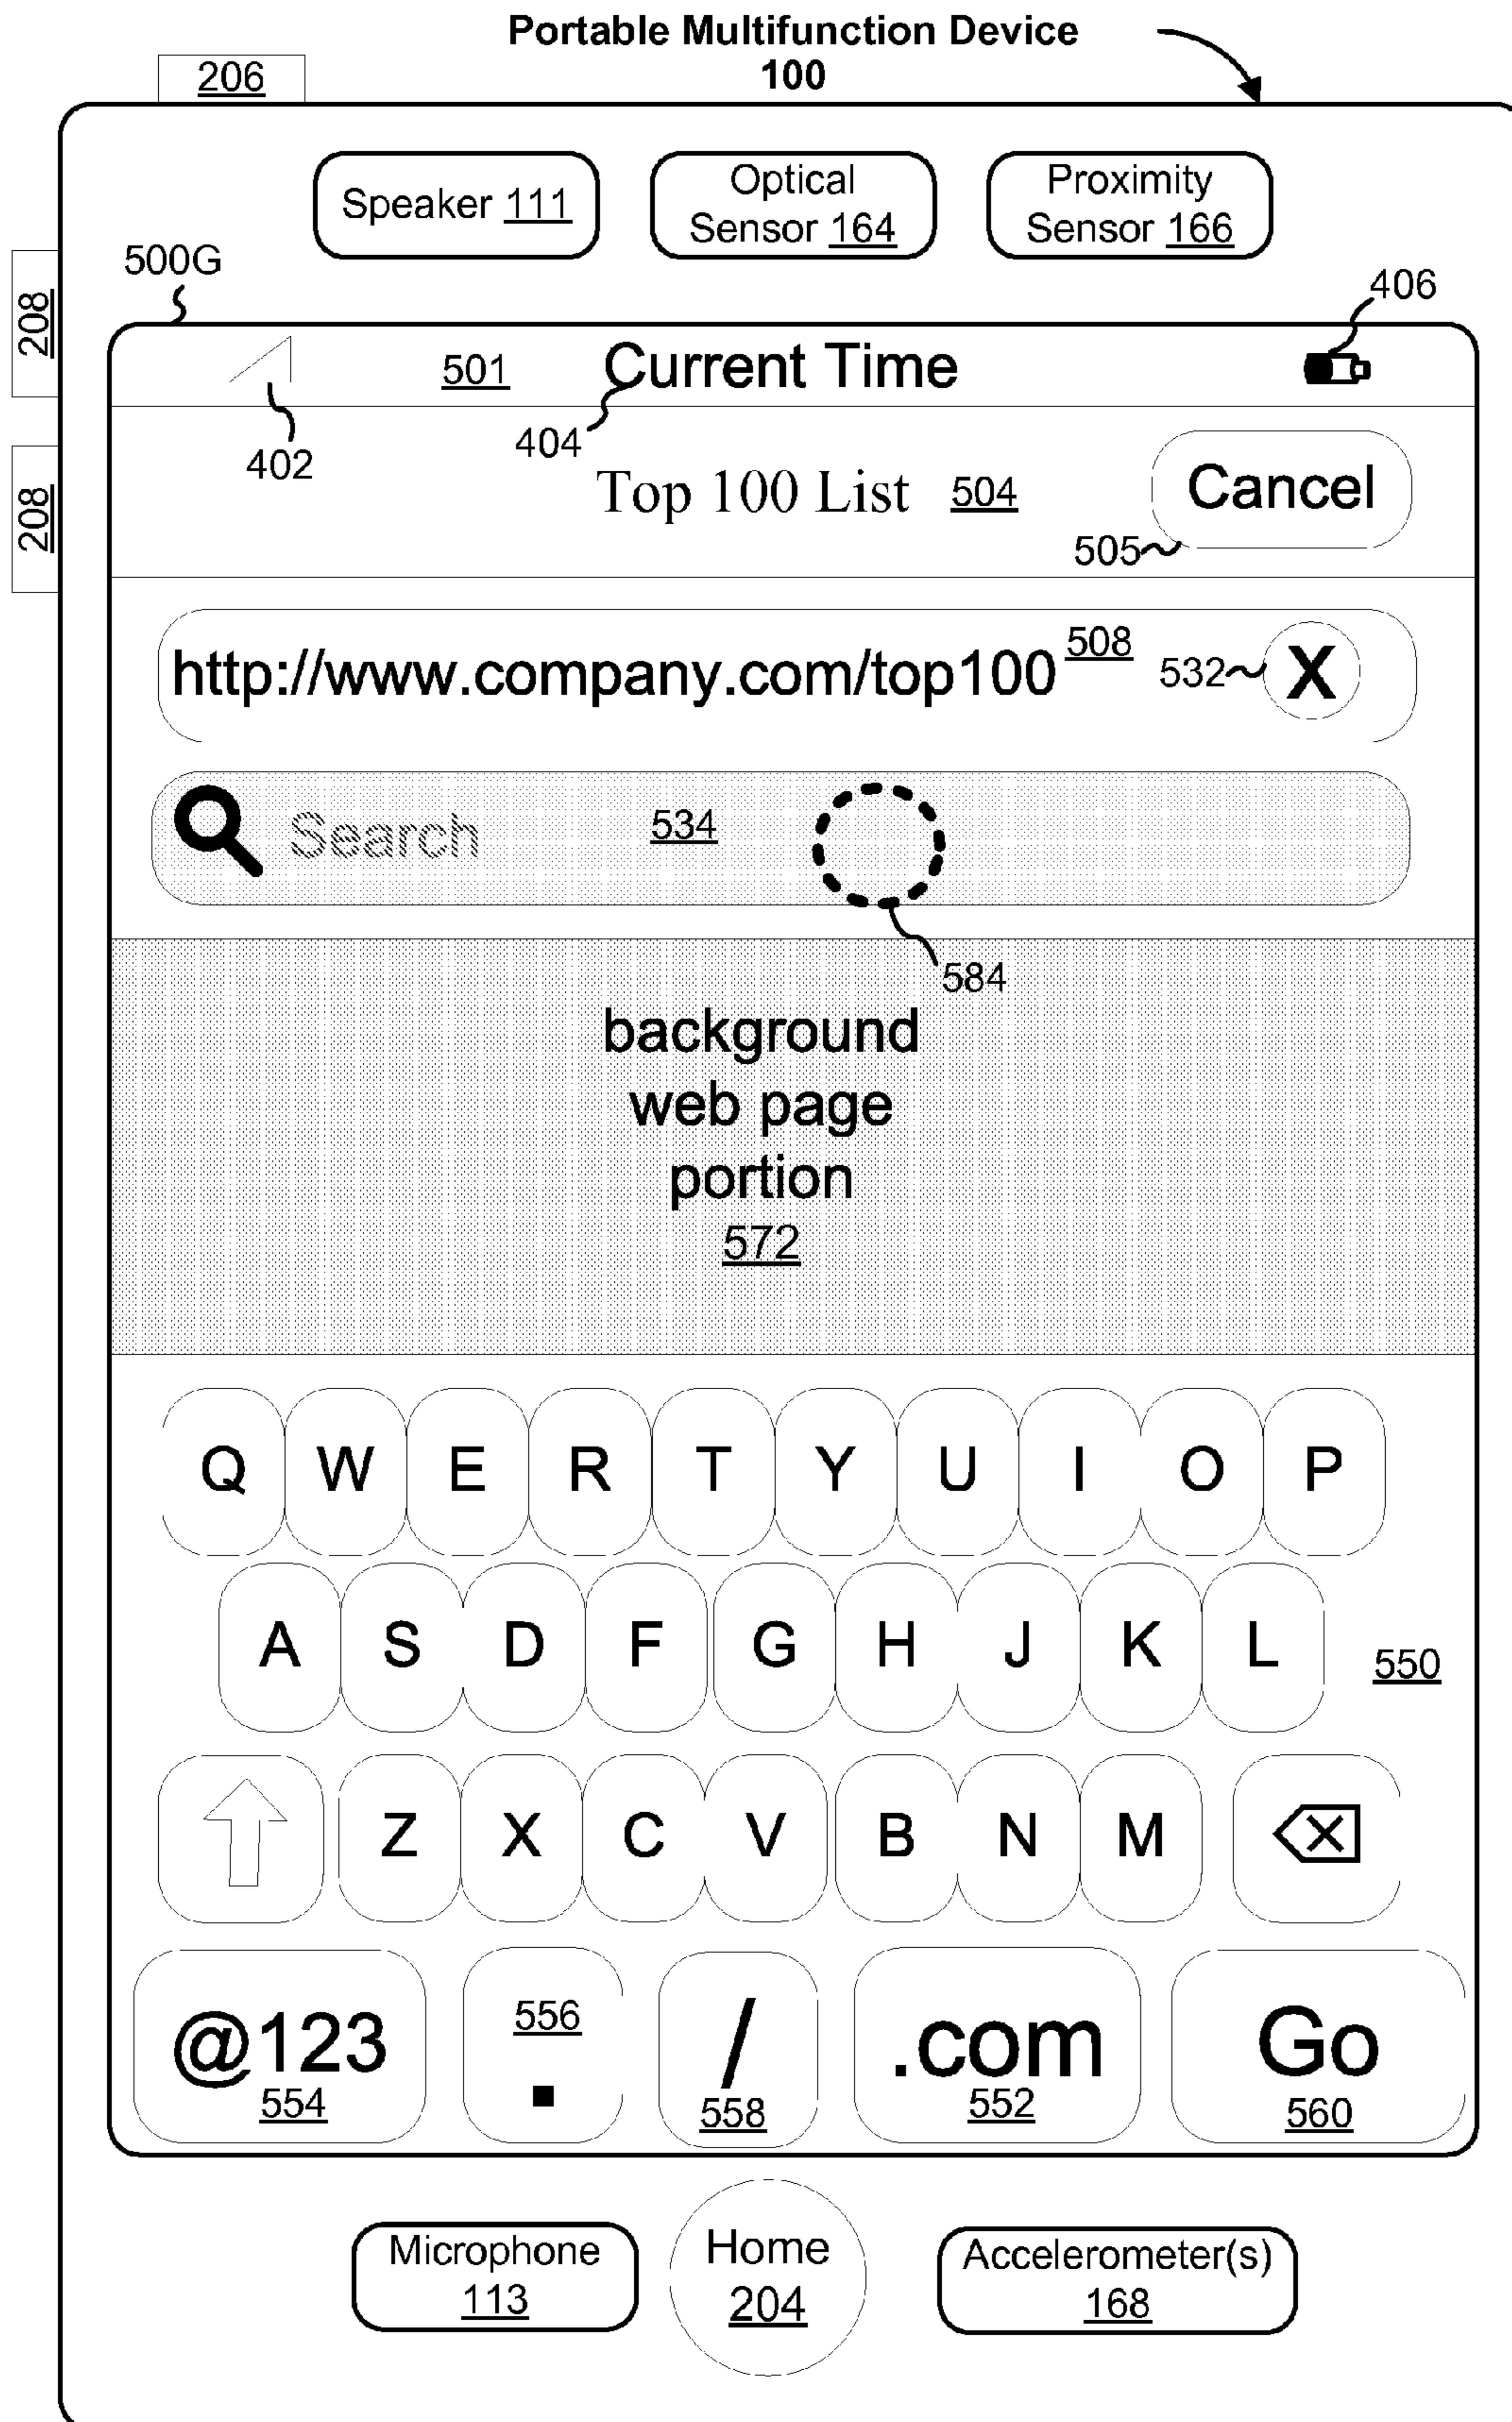 Portable Multifunction Device
100
206
Speaker 111
Optical
Sensor 164
Proximity
Sensor 166
208
208
500G
406
501
Current Time
402
404
Top 100 List 504
Cancel
505
http://www.company.com/top100 508
532
X
Search
534
584
background
web page
portion
572
Q W E R T Y U I O P
A S D F G H J K L
550
Z X C V B N M
@123
554
556
.
/
558
.com
552
Go
560
Microphone
113
Home
204
Accelerometer(s)
168